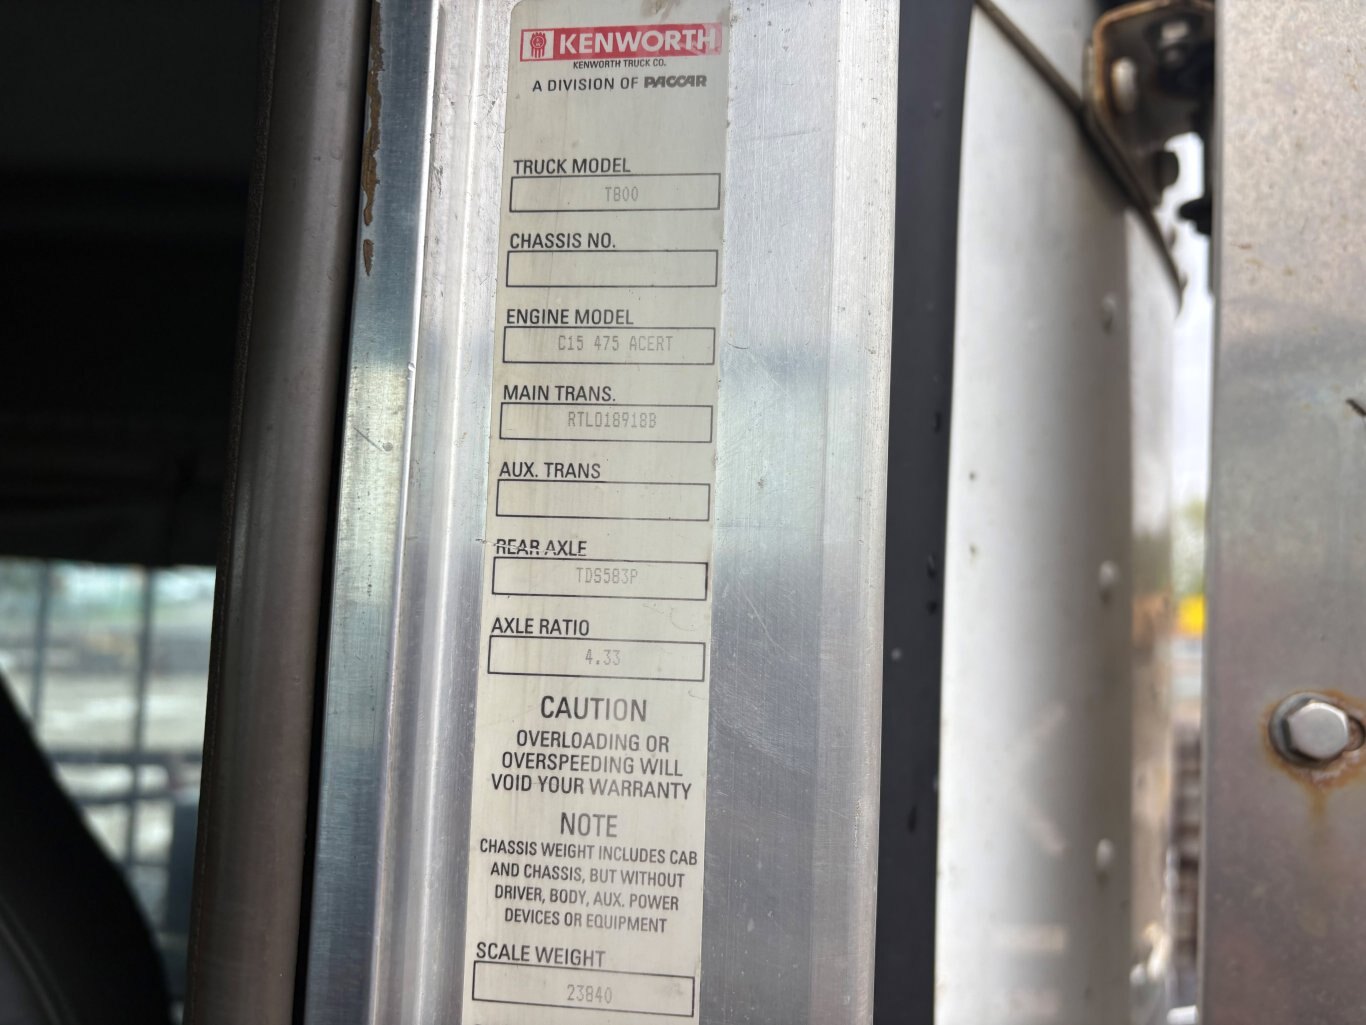 KENWORTH
KENWORTH TRUCK CO.
A DIVISION OF PACCAR
TRUCK MODEL
T800
CHASSIS NO.
ENGINE MODEL
C15 475 ACERT
MAIN TRANS.
RTLO18918B
AUX. TRANS
REAR AXLE
TDS583P
AXLE RATIO
4.33
CAUTION
OVERLOADING OR
OVERSPEEDING WILL
VOID YOUR WARRANTY
NOTE
CHASSIS WEIGHT INCLUDES CAB
AND CHASSIS, BUT WITHOUT
DRIVER, BODY, AUX. POWER
DEVICES OR EQUIPMENT
SCALE WEIGHT
23840